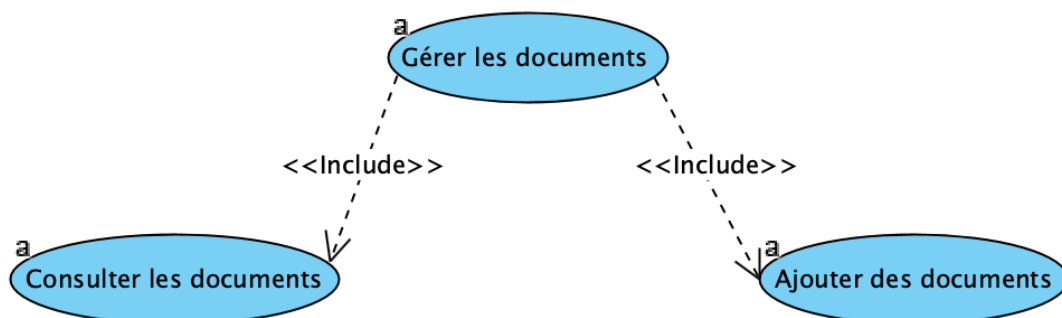 a
Gérer les documents
<<Include>>
<<Include>>
a
Consulter les documents
a
Ajouter des documents